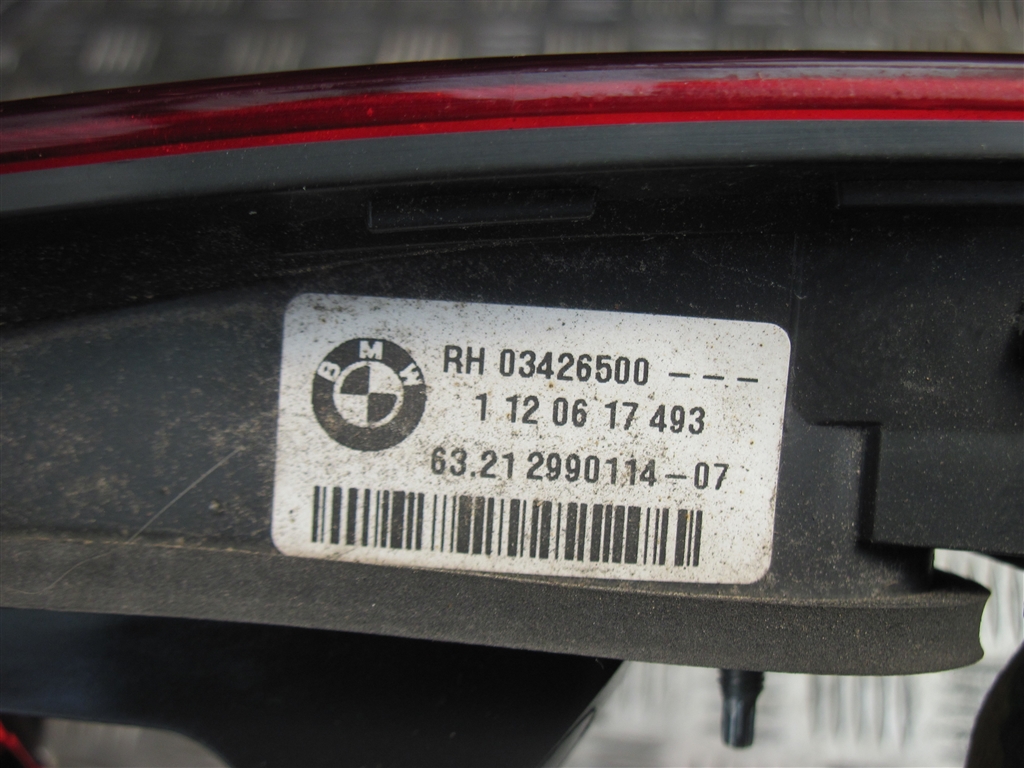 BMW
RH 03426500 ---
1 12 06 17 493
63.21 2990114-07